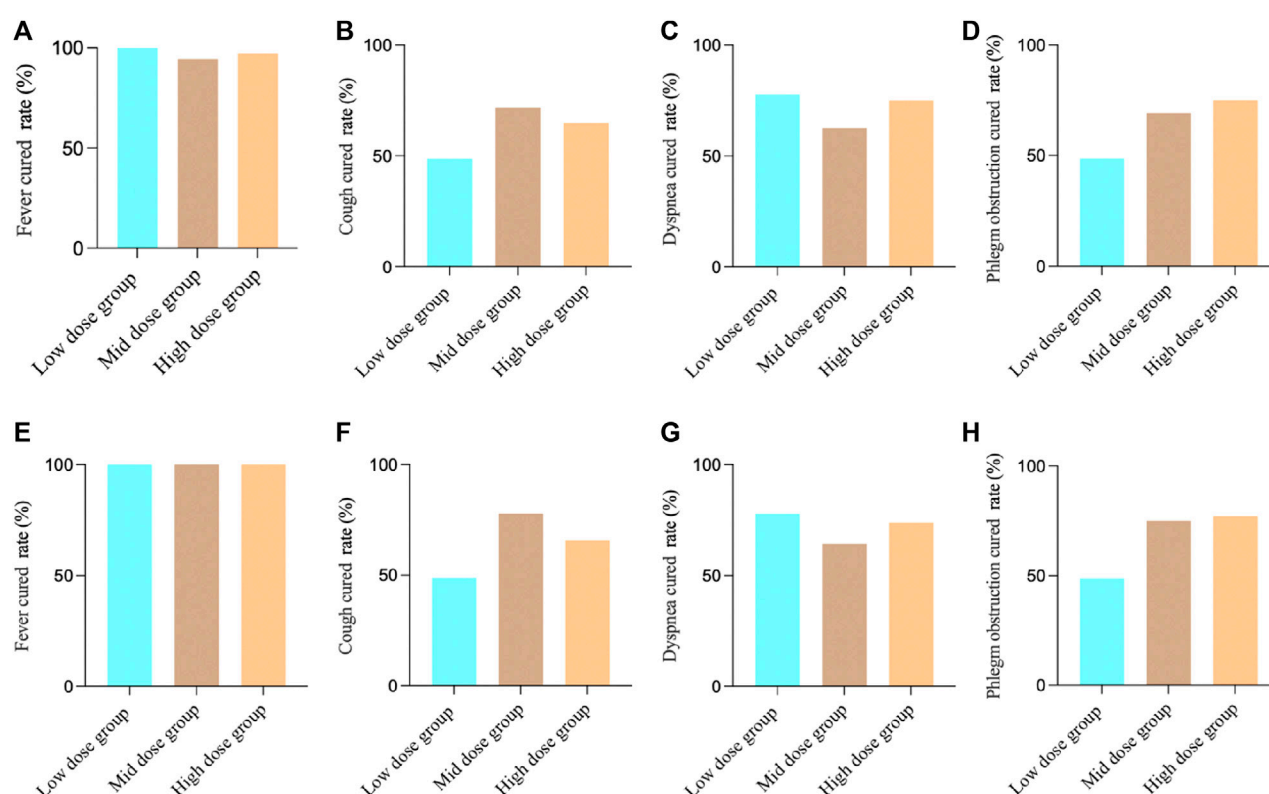 A
Fever cured rate (%)
100
50
0
Low dose group
Mid dose group
High dose group
B
Cough cured rate (%)
100
50
0
Low dose group
Mid dose group
High dose group
C
Dyspnea cured rate (%)
100
50
0
Low dose group
Mid dose group
High dose group
D
Phlegm obstruction cured rate (%)
100
50
0
Low dose group
Mid dose group
High dose group
E
Fever cured rate (%)
100
50
0
Low dose group
Mid dose group
High dose group
F
Cough cured rate (%)
100
50
0
Low dose group
Mid dose group
High dose group
G
Dyspnea cured rate (%)
100
50
0
Low dose group
Mid dose group
High dose group
H
Phlegm obstruction cured rate (%)
100
50
0
Low dose group
Mid dose group
High dose group